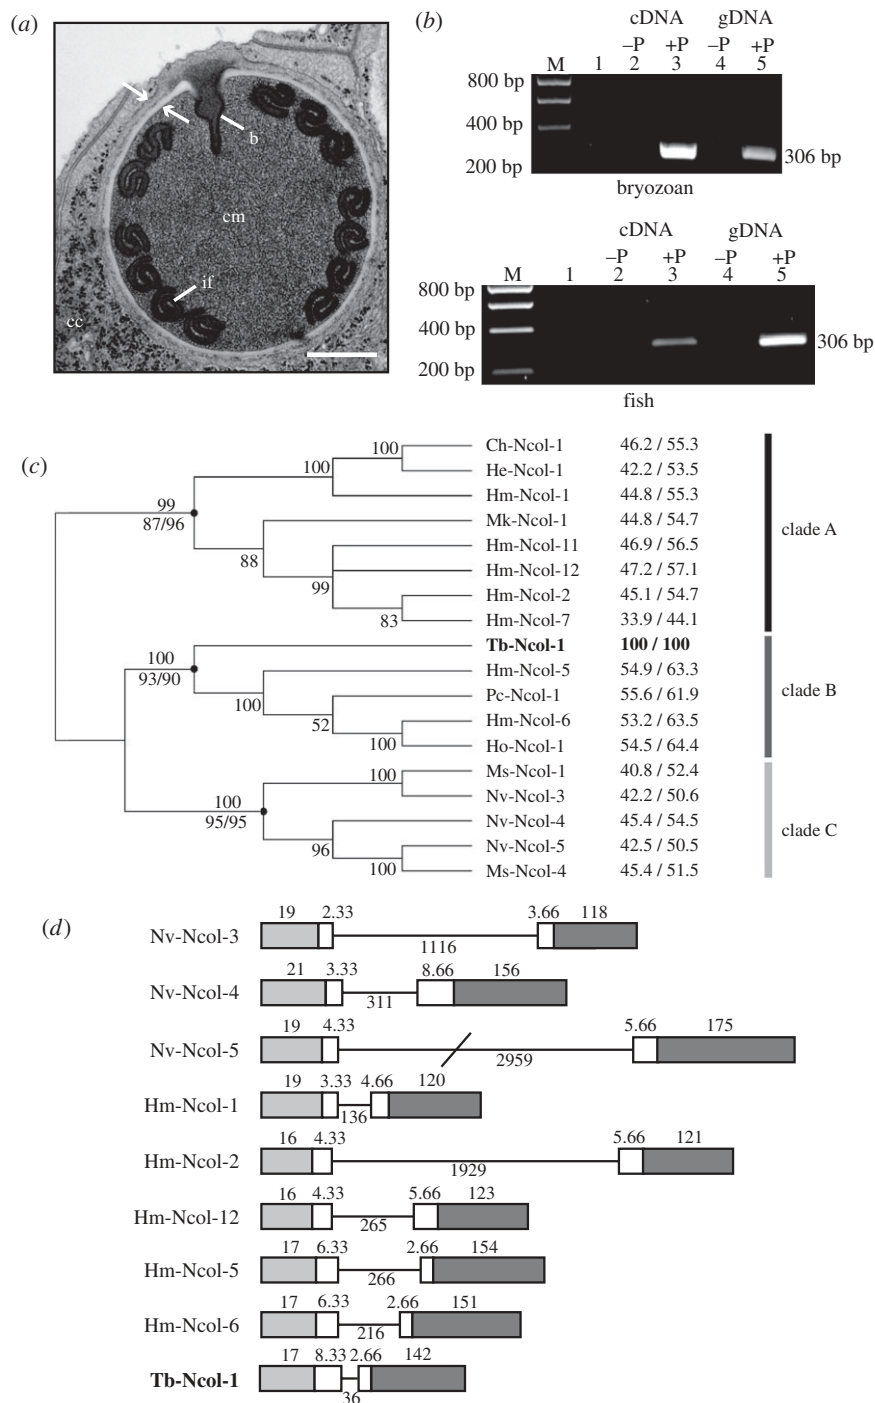 (a)
b
cm
if
cc
(b)
cDNA gDNA
–P +P –P +P
M 1 2 3 4 5
800 bp
400 bp
200 bp
306 bp
bryozoan
cDNA gDNA
–P +P –P +P
M 1 2 3 4 5
800 bp
400 bp
200 bp
306 bp
fish
(c)
Ch-Ncol-1 46.2 / 55.3
He-Ncol-1 42.2 / 53.5
Hm-Ncol-1 44.8 / 55.3
Mk-Ncol-1 44.8 / 54.7
Hm-Ncol-11 46.9 / 56.5
Hm-Ncol-12 47.2 / 57.1
Hm-Ncol-2 45.1 / 54.7
Hm-Ncol-7 33.9 / 44.1
Tb-Ncol-1 100 / 100
Hm-Ncol-5 54.9 / 63.3
Pc-Ncol-1 55.6 / 61.9
Hm-Ncol-6 53.2 / 63.5
Ho-Ncol-1 54.5 / 64.4
Ms-Ncol-1 40.8 / 52.4
Nv-Ncol-3 42.2 / 50.6
Nv-Ncol-4 45.4 / 54.5
Nv-Ncol-5 42.5 / 50.5
Ms-Ncol-4 45.4 / 51.5
100
100
99
87/96
88
99
83
100
93/90
100
52
100
100
100
95/95
96
100
clade A
clade B
clade C
(d)
19 2.33 3.66 118
Nv-Ncol-3
1116
21 3.33 8.66 156
Nv-Ncol-4
311
19 4.33 5.66 175
Nv-Ncol-5
2959
19 3.33 4.66 120
Hm-Ncol-1
136
16 4.33 5.66 121
Hm-Ncol-2
1929
16 4.33 5.66 123
Hm-Ncol-12
265
17 6.33 2.66 154
Hm-Ncol-5
266
17 6.33 2.66 151
Hm-Ncol-6
216
17 8.33 2.66 142
Tb-Ncol-1
36